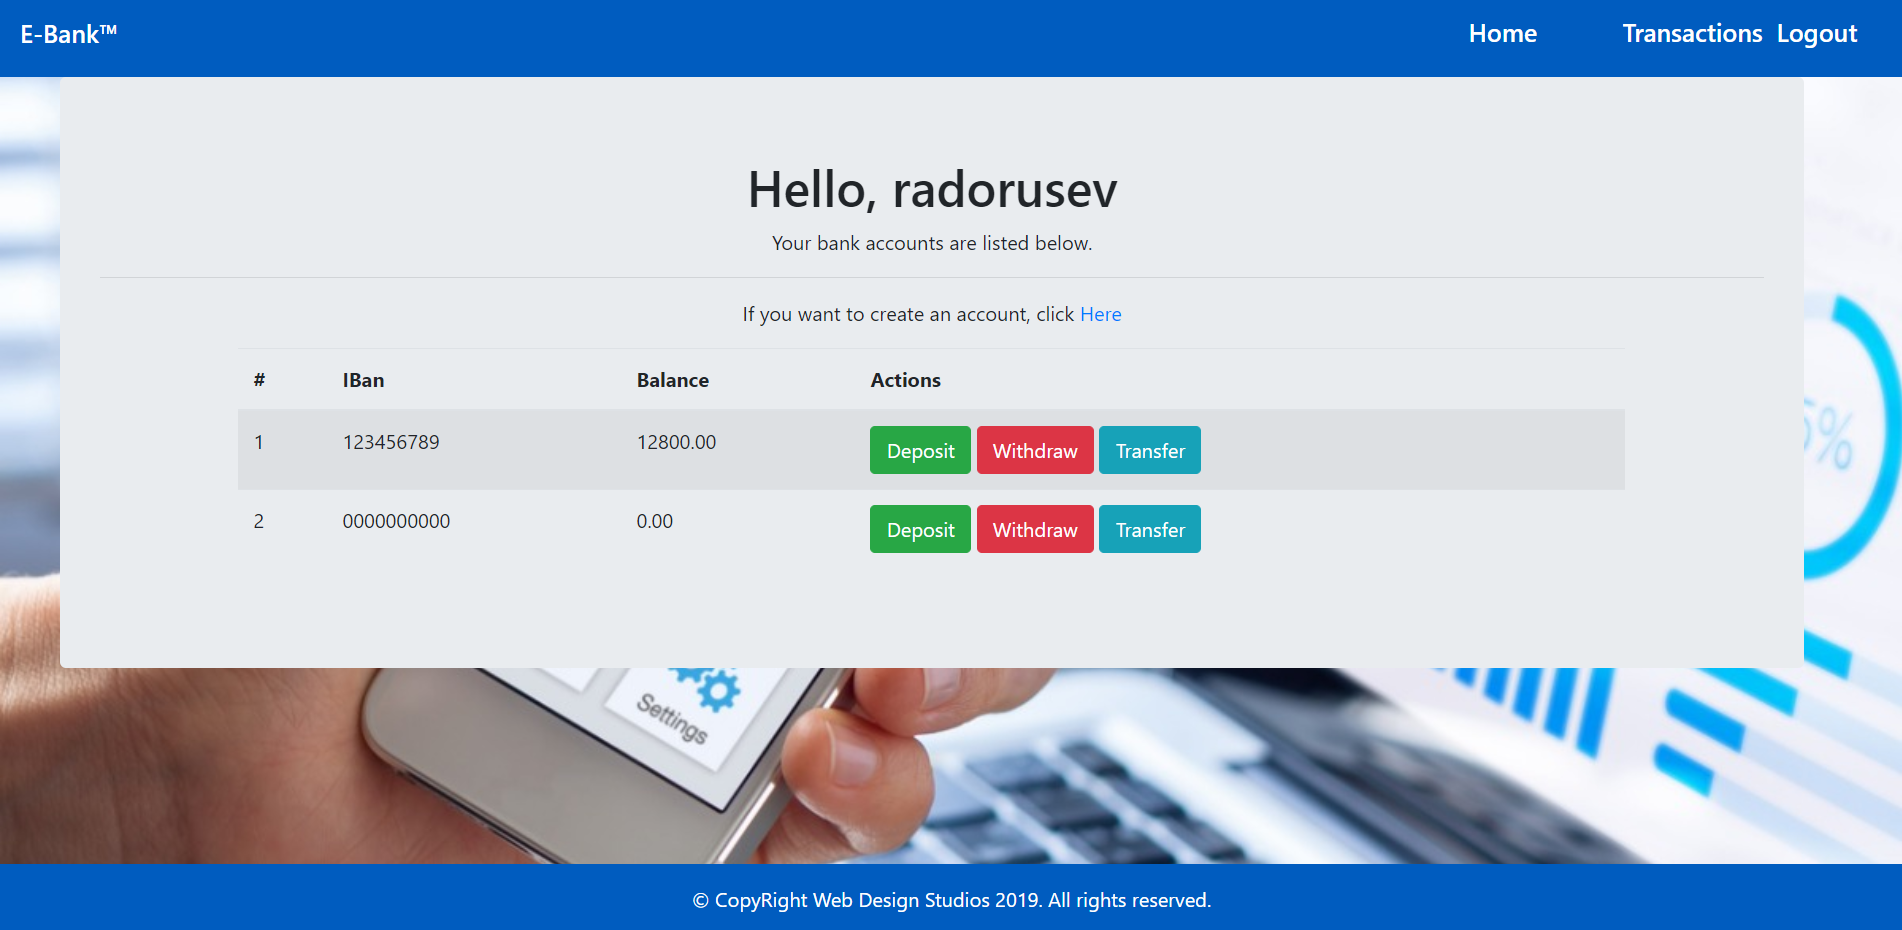 E-Bank™
Home Transactions Logout
Hello, radorusev
Your bank accounts are listed below.
If you want to create an account, click Here
# IBan Balance Actions
1 123456789 12800.00 Deposit Withdraw Transfer
2 0000000000 0.00 Deposit Withdraw Transfer
Settings
© CopyRight Web Design Studios 2019. All rights reserved.